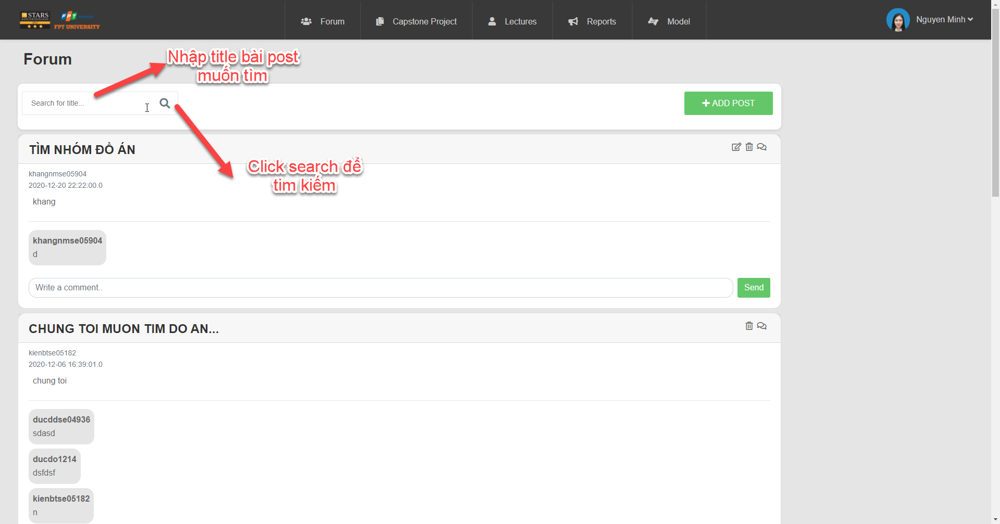 STARS
FPT Education
FPT UNIVERSITY
Forum
Capstone Project
Lectures
Reports
Model
Nguyen Minh
Forum
Nhập title bài post
muốn tìm
Search for title...
ADD POST
TÌM NHÓM ĐỒ ÁN
Click search để
tim kiếm
khangnmse05904
2020-12-20 22:22:00.0
khang
khangnmse05904
d
Write a comment..
Send
CHUNG TOI MUON TIM DO AN...
kienbtse05182
2020-12-06 16:39:01.0
chung toi
ducddse04936
sdasd
ducdo1214
dsfdsf
kienbtse05182
n